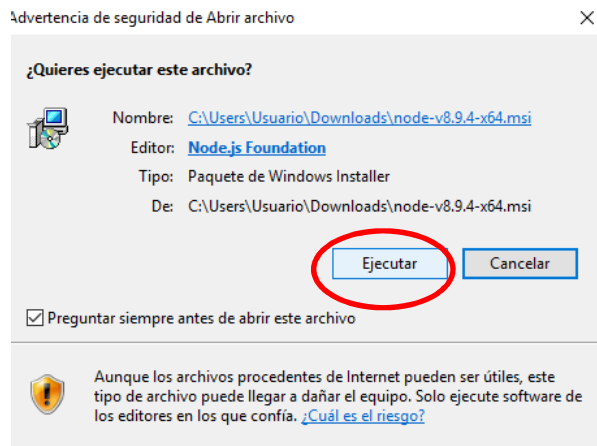 Advertencia de seguridad de Abrir archivo
¿Quieres ejecutar este archivo?
Nombre: C:\Users\Usuario\Downloads\node-v8.9.4-x64.msi
Editor: Node.js Foundation
Tipo: Paquete de Windows Installer
De: C:\Users\Usuario\Downloads\node-v8.9.4-x64.msi
Ejecutar Cancelar
Preguntar siempre antes de abrir este archivo
Aunque los archivos procedentes de Internet pueden ser útiles, este
tipo de archivo puede llegar a dañar el equipo. Solo ejecute software de
los editores en los que confía. ¿Cuál es el riesgo?